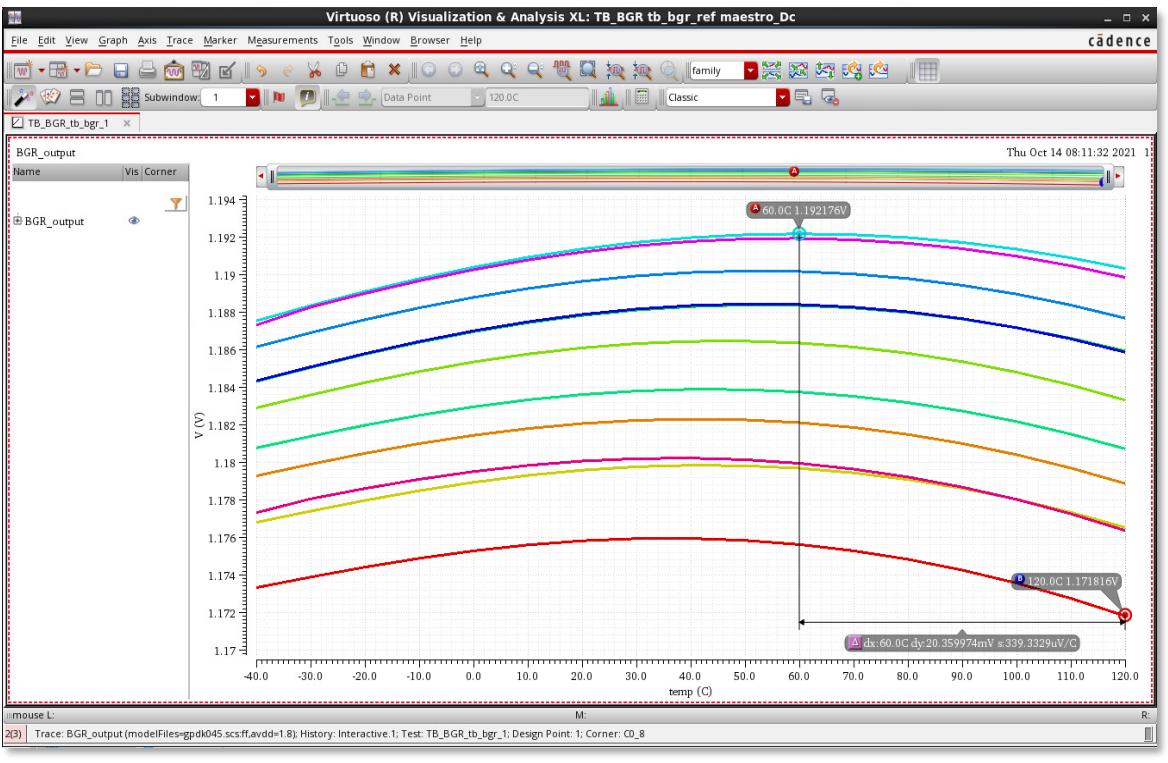 Virtuoso (R) Visualization & Analysis XL: TB_BGR tb_bgr_ref maestro_Dc
File Edit View Graph Axis Trace Marker Measurements Tools Window Browser Help
cādence
family
Subwindow: 1
Data Point
120.0C
Classic
TB_BGR_tb_bgr_1
BGR_output
Thu Oct 14 08:11:32 2021 1
Name Vis Corner
BGR_output
A
1.194
1.192
1.19
1.188
1.186
1.184
1.182
1.18
1.178
1.176
1.174
1.172
1.17
V (V)
A 60.0C 1.192176V
B 120.0C 1.171816V
dx:60.0C dy:20.359974mV s:339.3329uV/C
-40.0 -30.0 -20.0 -10.0 0.0 10.0 20.0 30.0 40.0 50.0 60.0 70.0 80.0 90.0 100.0 110.0 120.0
temp (C)
mouse L: M: R:
2(3) Trace: BGR_output (modelFiles=gpdk045.scs:ff,avdd=1.8); History: Interactive.1; Test: TB_BGR_tb_bgr_1; Design Point: 1; Corner: C0_8